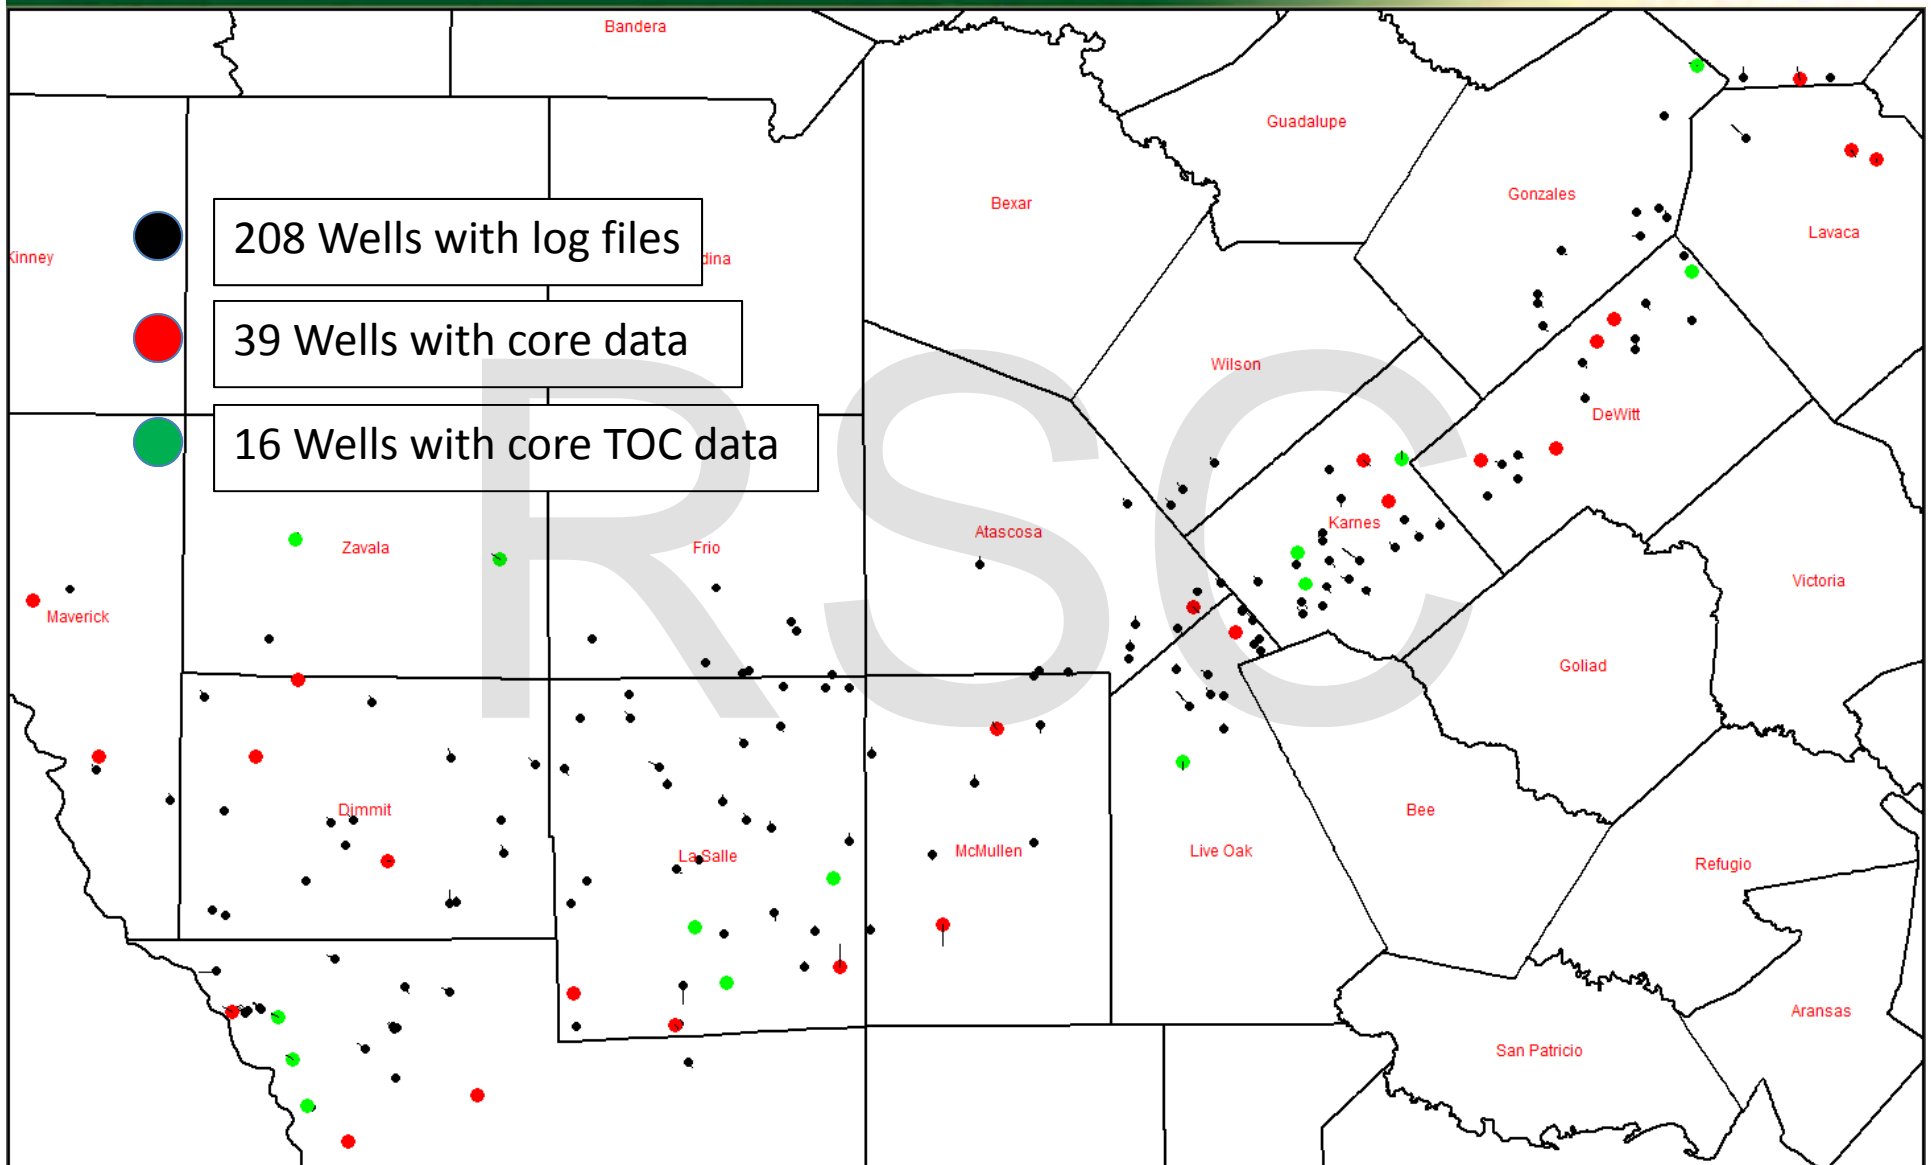 Bandera
Guadalupe
Bexar
Gonzales
Lavaca
208 Wells with log files
Kinney
dina
39 Wells with core data
Wilson
DeWitt
16 Wells with core TOC data
RSC
Karnes
Atascosa
Zavala
Frio
Victoria
Maverick
Goliad
Dimmit
Bee
La Salle
McMullen
Live Oak
Refugio
Aransas
San Patricio